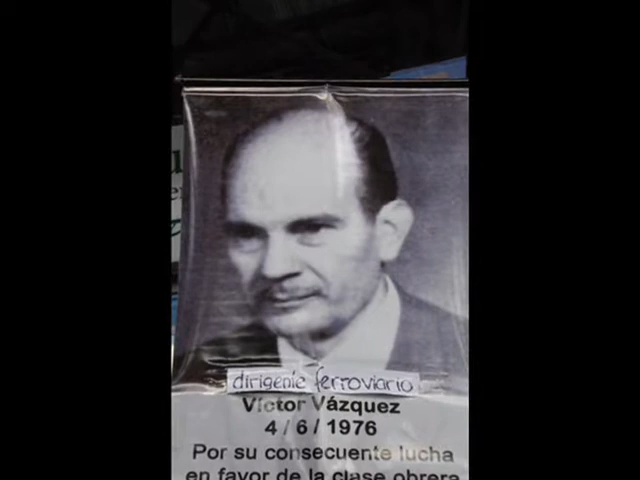 dirigente ferroviario
Víctor Vázquez
4 / 6 / 1976
Por su consecuente lucha
en favor de la clase obrera